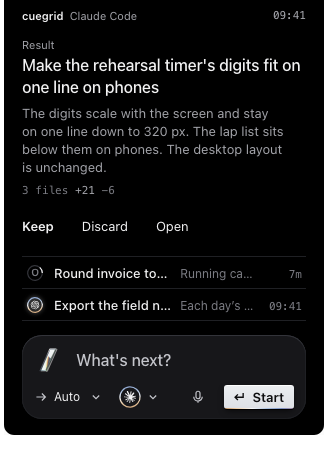 cuegrid Claude Code 09:41
Result
Make the rehearsal timer's digits fit on
one line on phones
The digits scale with the screen and stay
on one line down to 320 px. The lap list sits
below them on phones. The desktop layout
is unchanged.
3 files +21 −6
Keep Discard Open
Round invoice to... Running ca... 7m
Export the field n... Each day's ... 09:41
What's next?
Auto Start